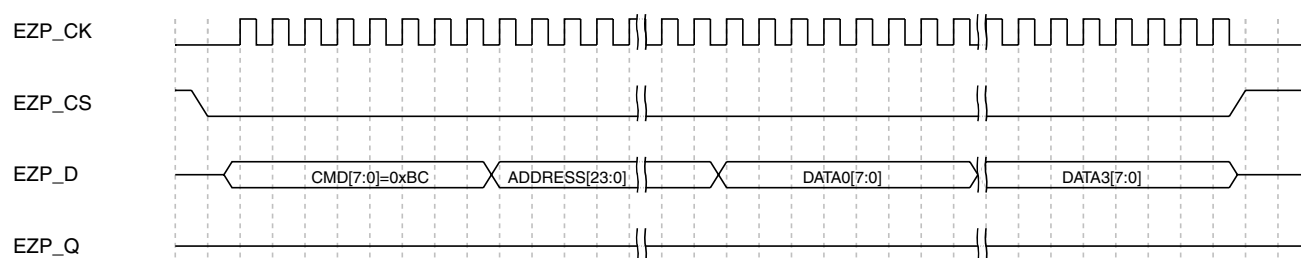 EZP_CK
EZP_CS
EZP_D CMD[7:0]=0xBC ADDRESS[23:0] DATA0[7:0] DATA3[7:0]
EZP_Q